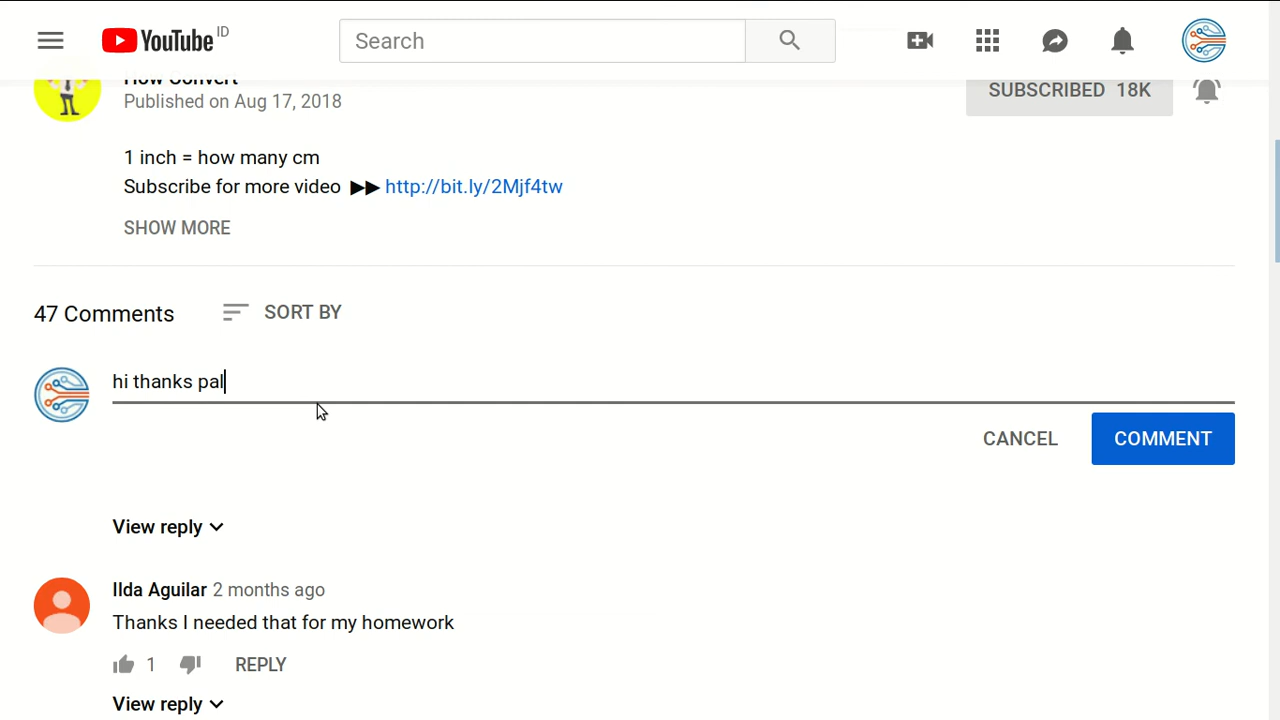 YouTube ID
Search
How Convert
Published on Aug 17, 2018
SUBSCRIBED 18K
1 inch = how many cm
Subscribe for more video ▶▶ http://bit.ly/2Mjf4tw
SHOW MORE
47 Comments
SORT BY
hi thanks pal
CANCEL
COMMENT
View reply
Ilda Aguilar 2 months ago
Thanks I needed that for my homework
1
REPLY
View reply